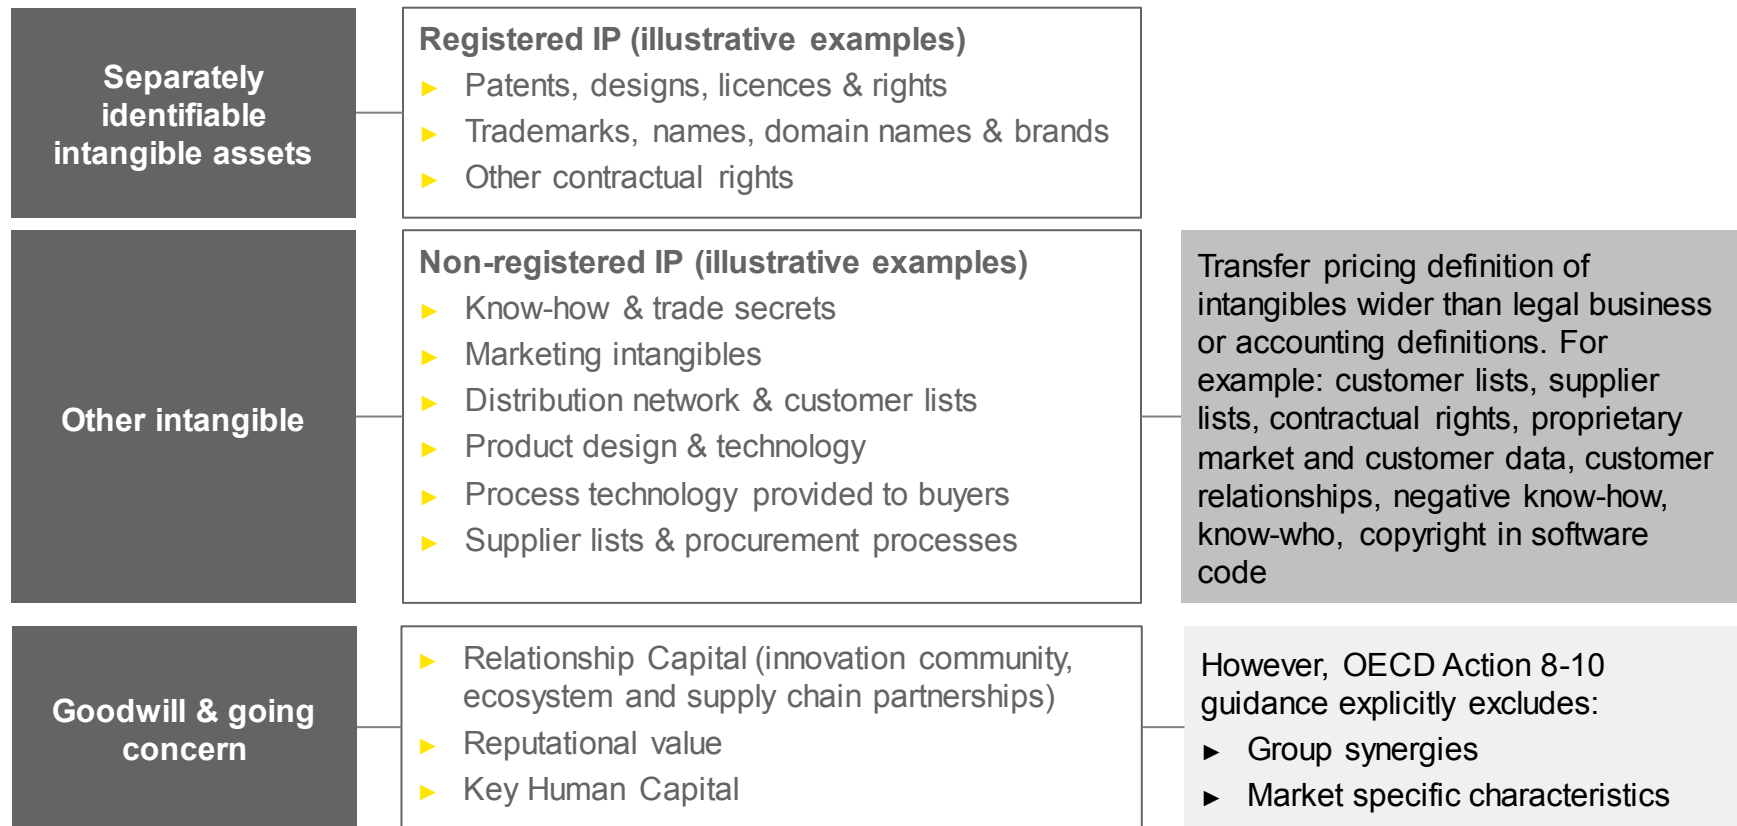 Separately
identifiable
intangible assets
Registered IP (illustrative examples)
► Patents, designs, licences & rights
► Trademarks, names, domain names & brands
► Other contractual rights
Other intangible
Non-registered IP (illustrative examples)
► Know-how & trade secrets
► Marketing intangibles
► Distribution network & customer lists
► Product design & technology
► Process technology provided to buyers
► Supplier lists & procurement processes
Transfer pricing definition of
intangibles wider than legal business
or accounting definitions. For
example: customer lists, supplier
lists, contractual rights, proprietary
market and customer data, customer
relationships, negative know-how,
know-who, copyright in software
code
Goodwill & going
concern
► Relationship Capital (innovation community,
ecosystem and supply chain partnerships)
► Reputational value
► Key Human Capital
However, OECD Action 8-10
guidance explicitly excludes:
► Group synergies
► Market specific characteristics